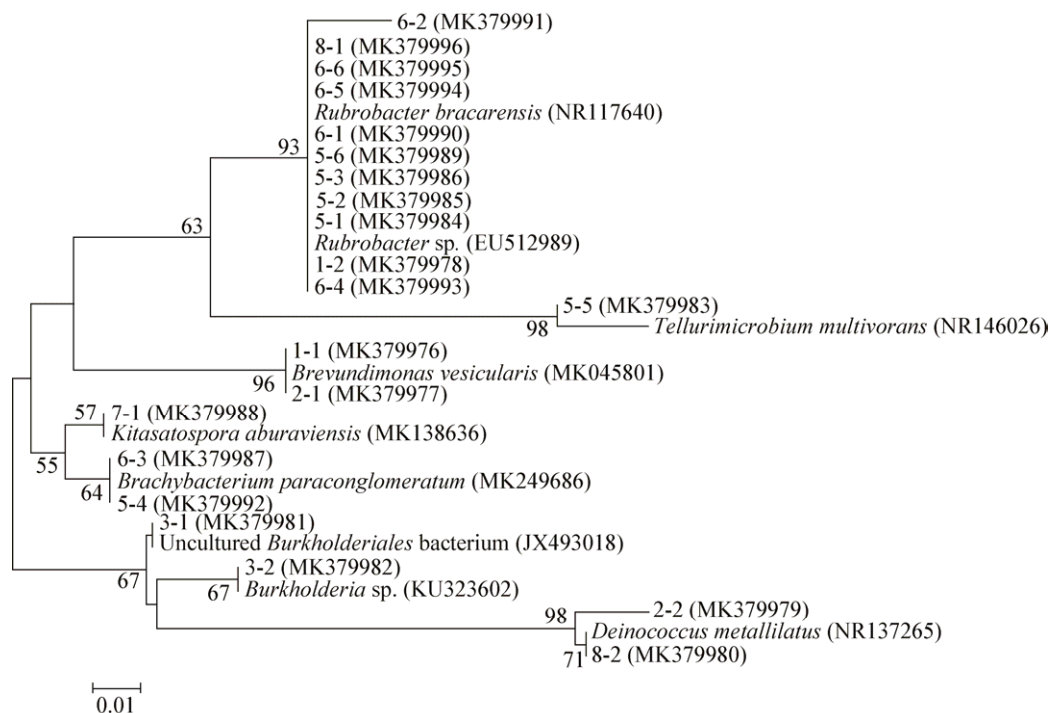 6-2 (MK379991)
8-1 (MK379996)
6-6 (MK379995)
6-5 (MK379994)
Rubrobacter bracarensis (NR117640)
93
6-1 (MK379990)
5-6 (MK379989)
5-3 (MK379986)
5-2 (MK379985)
5-1 (MK379984)
63
Rubrobacter sp. (EU512989)
1-2 (MK379978)
6-4 (MK379993)
5-5 (MK379983)
98
Tellurimicrobium multivorans (NR146026)
1-1 (MK379976)
Brevundimonas vesicularis (MK045801)
96
2-1 (MK379977)
57
7-1 (MK379988)
Kitasatospora aburaviensis (MK138636)
55
6-3 (MK379987)
Brachybacterium paraconglomeratum (MK249686)
64
5-4 (MK379992)
3-1 (MK379981)
Uncultured Burkholderiales bacterium (JX493018)
67
3-2 (MK379982)
67
Burkholderia sp. (KU323602)
98
2-2 (MK379979)
Deinococcus metallilatus (NR137265)
71
8-2 (MK379980)
0.01